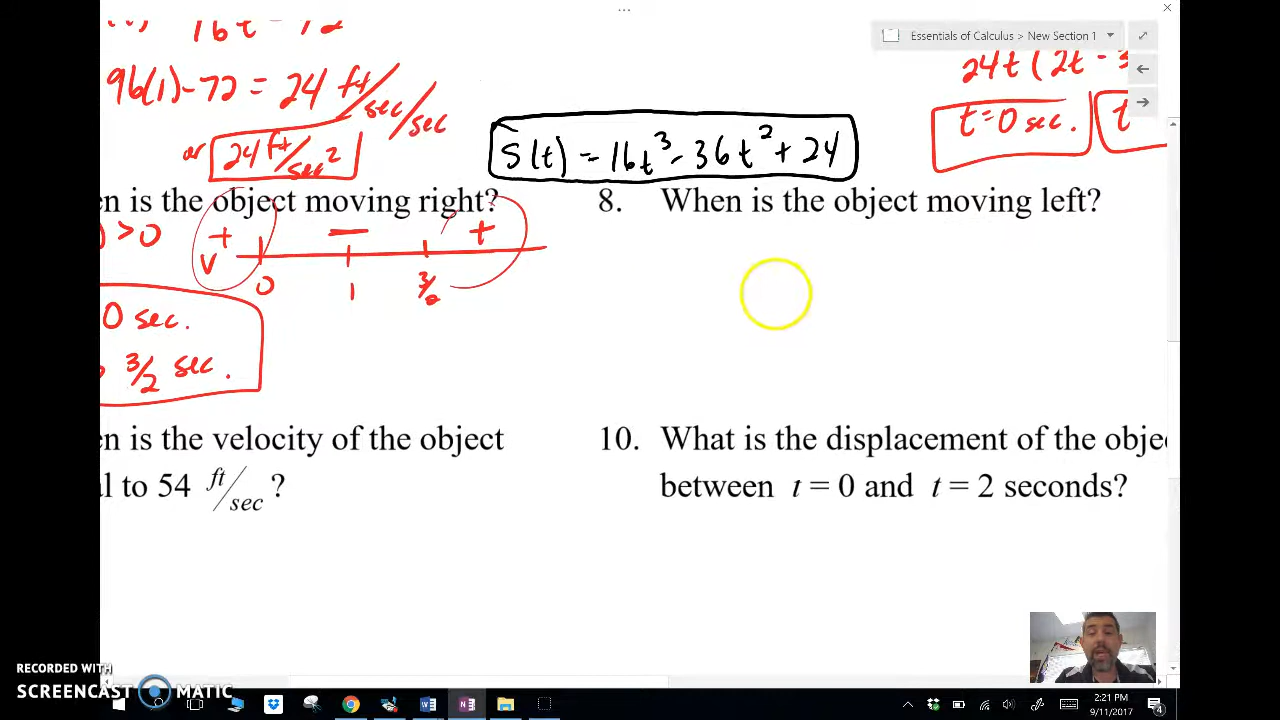 Essentials of Calculus > New Section 1
16t - 72
96(1)-72 = 24 ft/sec/sec
or 24 ft/sec²
24t (2t - 3
t=0 sec. t
S(t) = 16t³ - 36t² + 24
en is the object moving right?
) >0
+ — +
V
0 1 3/2
0 sec.
3/2 sec.
8. When is the object moving left?
en is the velocity of the object
al to 54 ft/sec ?
10. What is the displacement of the objec
between t = 0 and t = 2 seconds?
RECORDED WITH
SCREENCAST MATIC
2:21 PM
9/11/2017
4